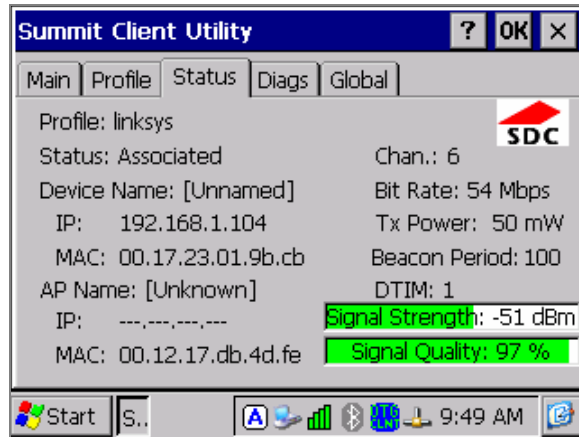 Summit Client Utility ? OK ×
Main Profile Status Diags Global
Profile: linksys
SDC
Status: Associated Chan.: 6
Device Name: [Unnamed] Bit Rate: 54 Mbps
IP: 192.168.1.104 Tx Power: 50 mW
MAC: 00.17.23.01.9b.cb Beacon Period: 100
AP Name: [Unknown] DTIM: 1
IP: ---.---.---.--- Signal Strength: -51 dBm
MAC: 00.12.17.db.4d.fe Signal Quality: 97 %
Start S.. A UTG CLNT 9:49 AM